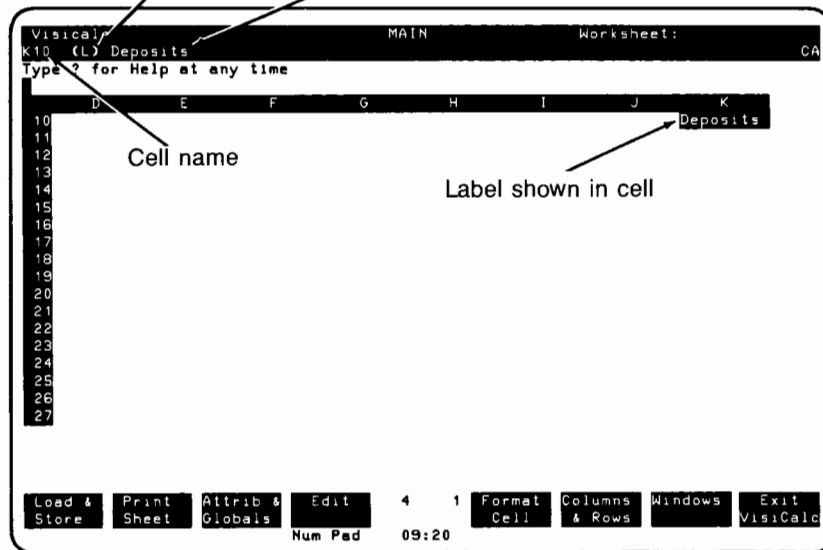 Visicalc MAIN Worksheet:
K10 (L) Deposits CA
Type ? for Help at any time
D E F G H I J K
10 Deposits
11
12
Cell name
13
14
Label shown in cell
15
16
17
18
19
20
21
22
23
24
25
26
27
Load & Print Attrib & Edit 4 1 Format Columns Windows Exit
Store Sheet Globals Cell & Rows VisiCalc
Num Pad 09:20